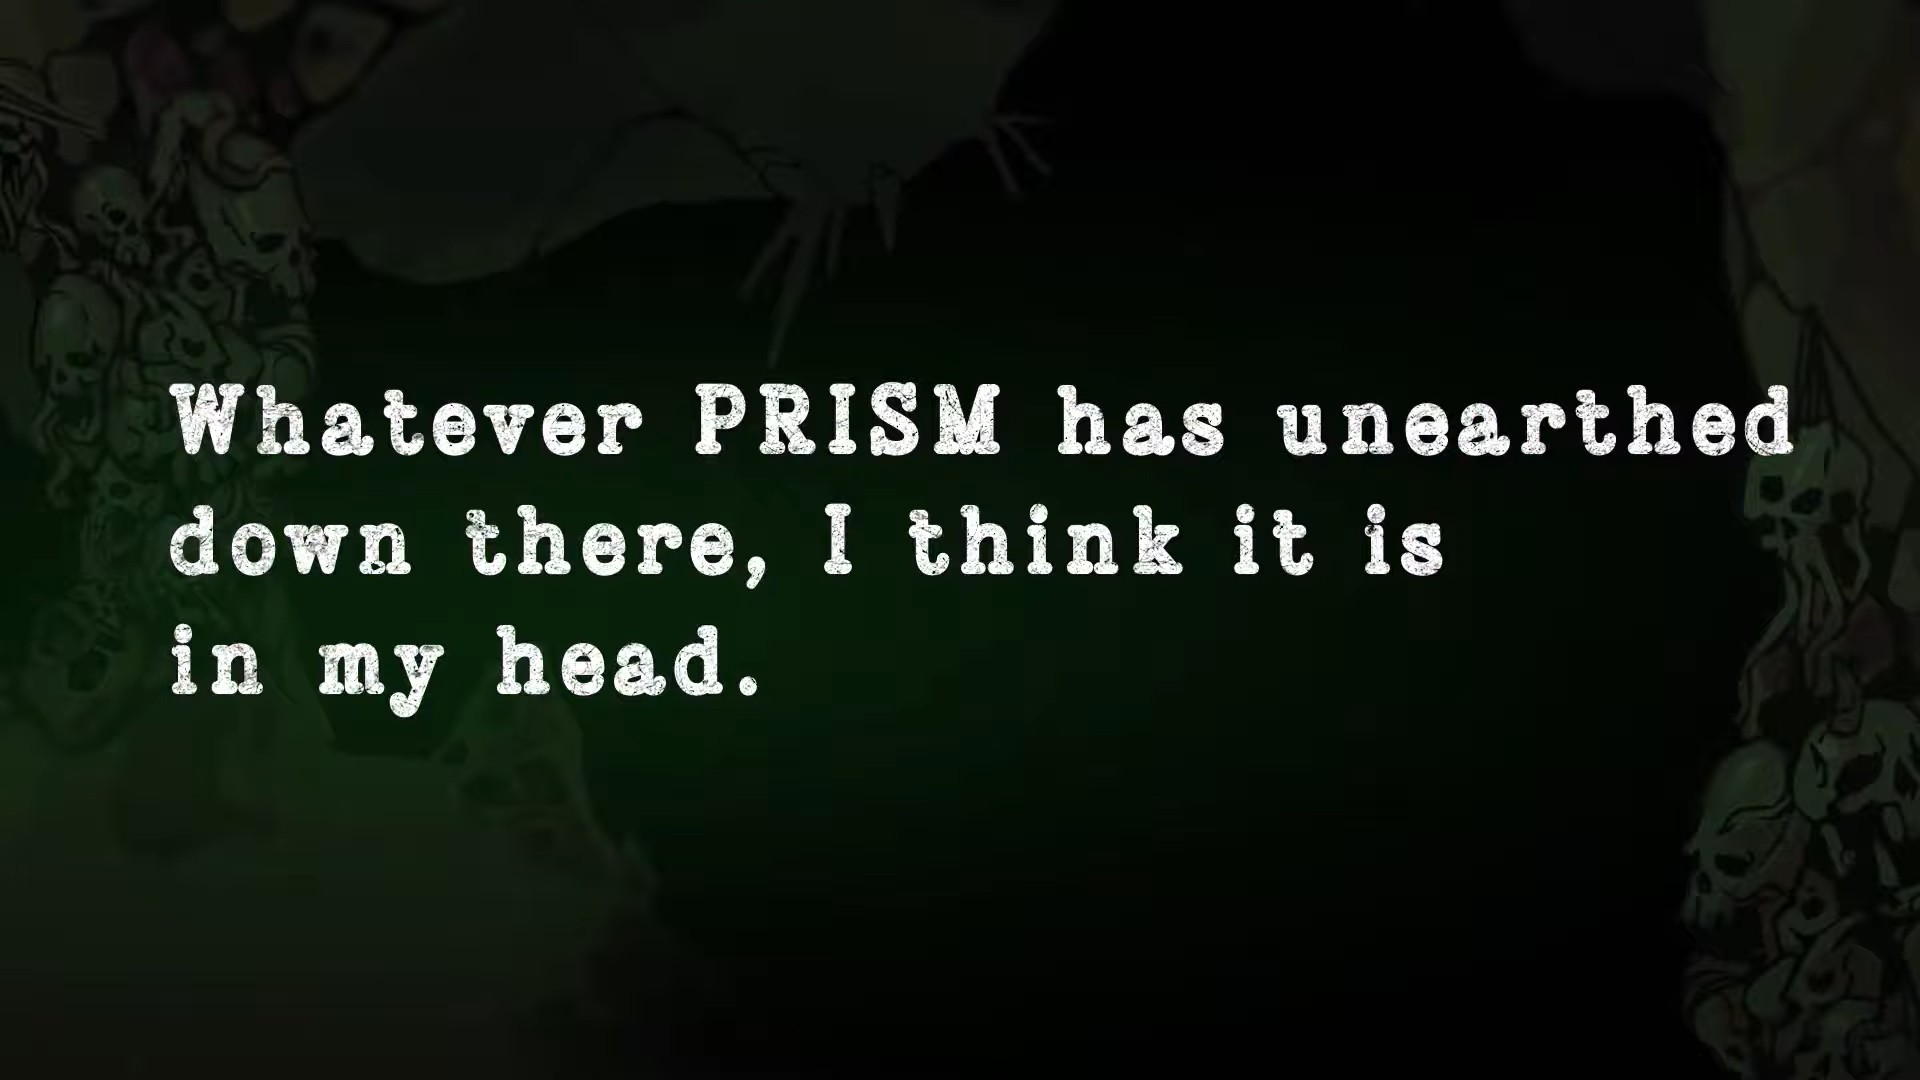 Whatever PRISM has unearthed
down there, I think it is
in my head.